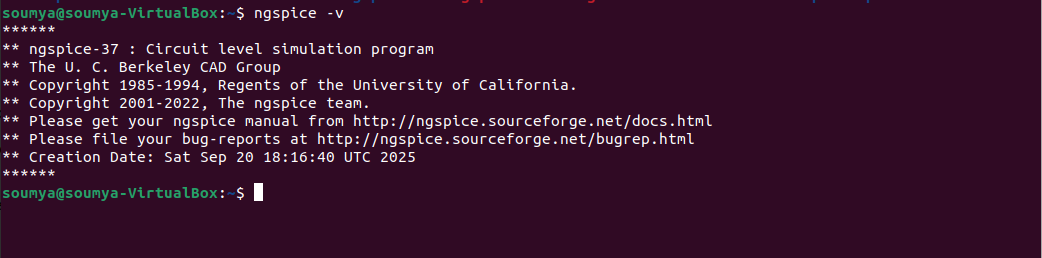 soumya@soumya-VirtualBox:~$ ngspice -v
******
** ngspice-37 : Circuit level simulation program
** The U. C. Berkeley CAD Group
** Copyright 1985-1994, Regents of the University of California.
** Copyright 2001-2022, The ngspice team.
** Please get your ngspice manual from http://ngspice.sourceforge.net/docs.html
** Please file your bug-reports at http://ngspice.sourceforge.net/bugrep.html
** Creation Date: Sat Sep 20 18:16:40 UTC 2025
******
soumya@soumya-VirtualBox:~$